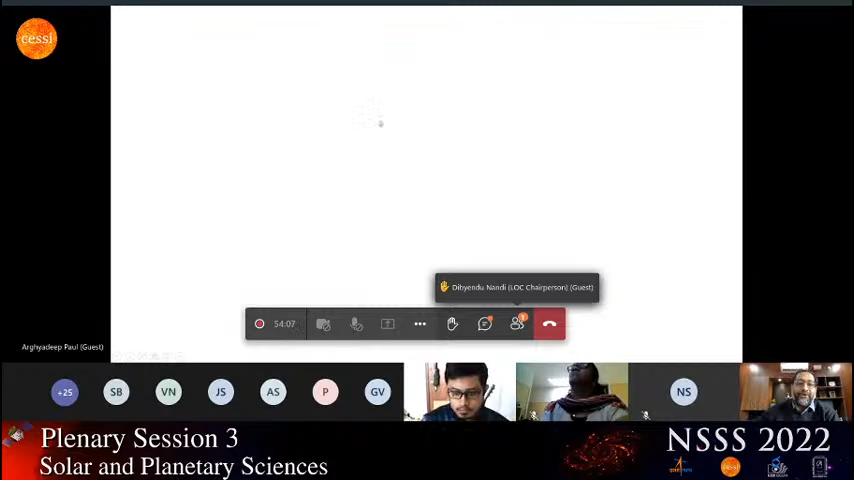 cessi
Dibyendu Nandi (LOC Chairperson) (Guest)
54:07
Arghyadeep Paul (Guest)
+25
SB
VN
JS
AS
P
GV
NS
Plenary Session 3
Solar and Planetary Sciences
NSSS 2022